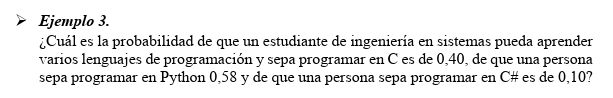 ➢ Ejemplo 3.
¿Cuál es la probabilidad de que un estudiante de ingeniería en sistemas pueda aprender
varios lenguajes de programación y sepa programar en C es de 0,40, de que una persona
sepa programar en Python 0,58 y de que una persona sepa programar en C# es de 0,10?